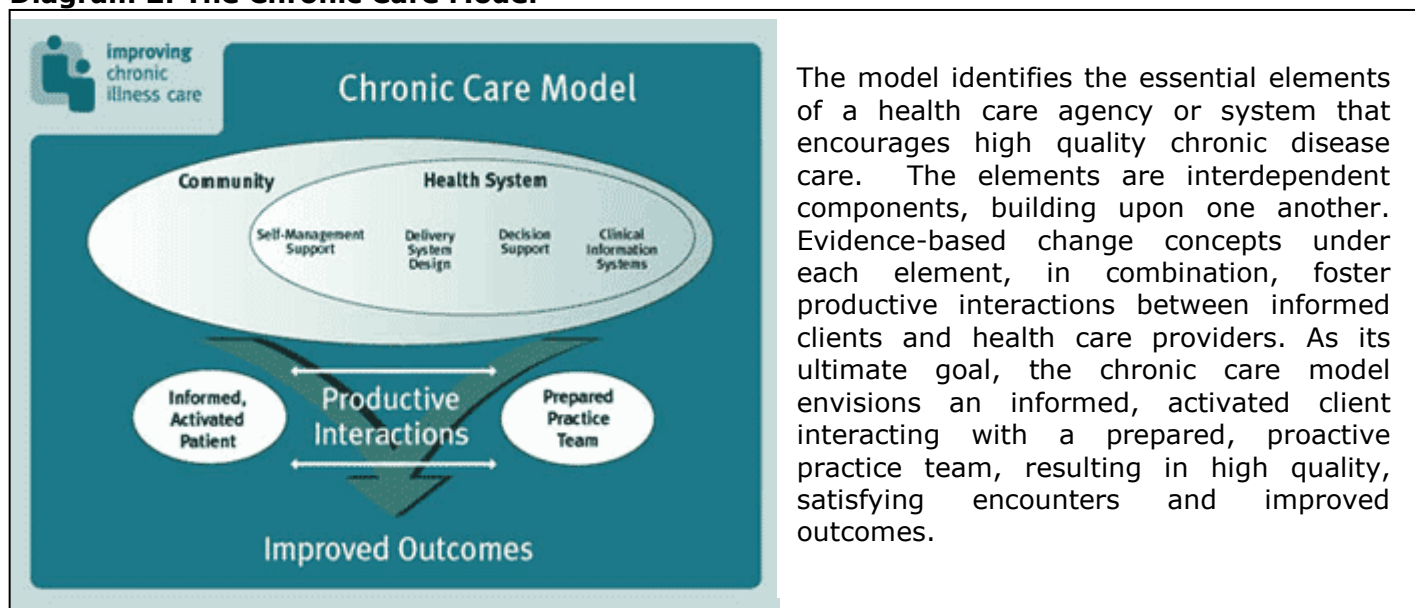 Diagram 2: The Chronic Care Model
improving
chronic
illness care
Chronic Care Model
Community
Health System
Self-Management
Support
Delivery
System
Design
Decision
Support
Clinical
Information
Systems
Informed,
Activated
Patient
Productive
Interactions
Prepared
Practice
Team
Improved Outcomes
The model identifies the essential elements
of a health care agency or system that
encourages high quality chronic disease
care. The elements are interdependent
components, building upon one another.
Evidence-based change concepts under
each element, in combination, foster
productive interactions between informed
clients and health care providers. As its
ultimate goal, the chronic care model
envisions an informed, activated client
interacting with a prepared, proactive
practice team, resulting in high quality,
satisfying encounters and improved
outcomes.